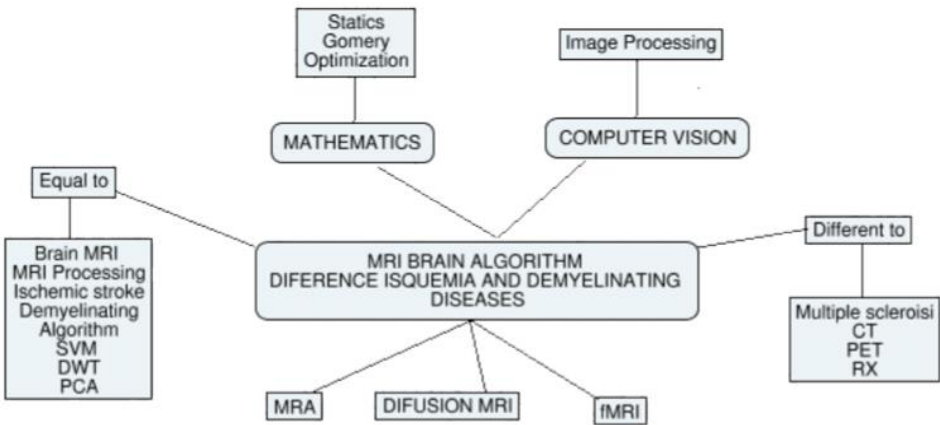 Statics
Gomery
Optimization
Image Processing
MATHEMATICS
COMPUTER VISION
Equal to
Brain MRI
MRI Processing
Ischemic stroke
Demyelinating
Algorithm
SVM
DWT
PCA
MRI BRAIN ALGORITHM
DIFERENCE ISQUEMIA AND DEMYELINATING
DISEASES
Different to
Multiple scleroisi
CT
PET
RX
MRA
DIFUSION MRI
fMRI